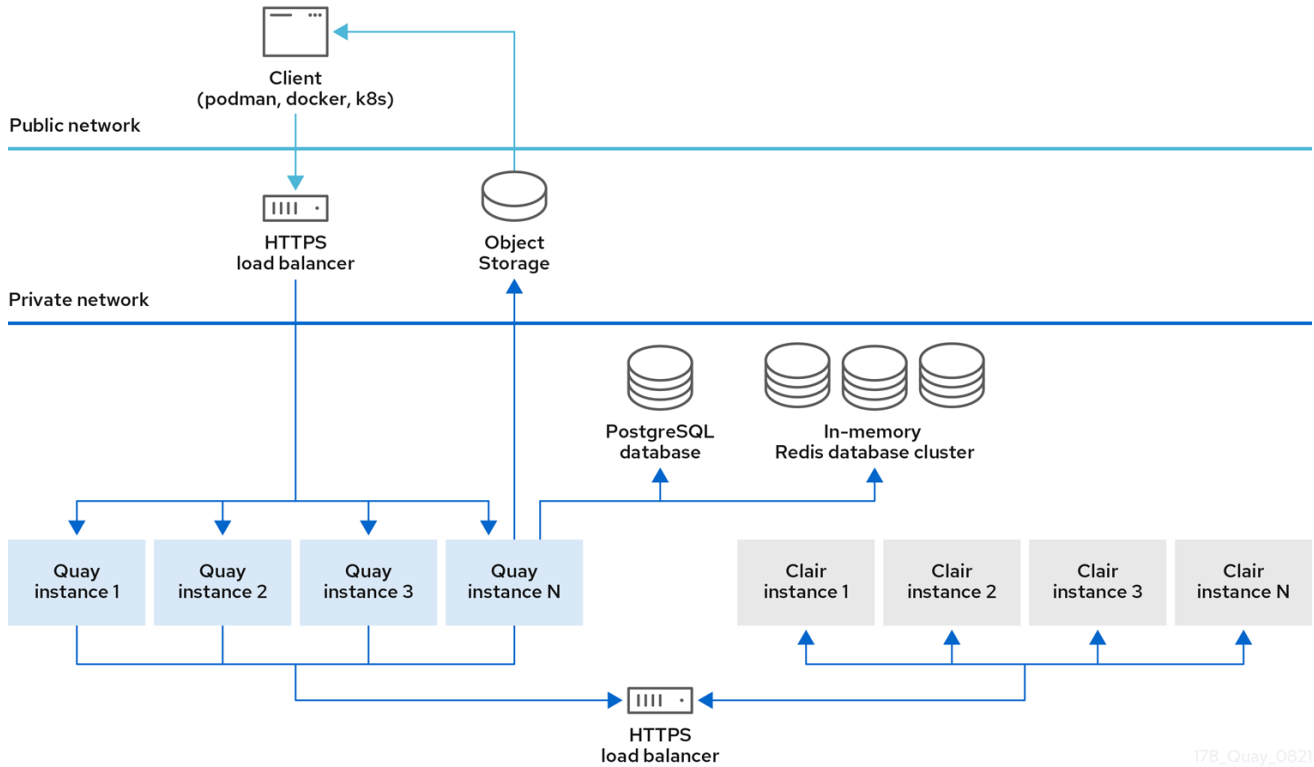 Client
(podman, docker, k8s)
Public network
HTTPS
load balancer
Object
Storage
Private network
PostgreSQL
database
In-memory
Redis database cluster
Quay
instance 1
Quay
instance 2
Quay
instance 3
Quay
instance N
Clair
instance 1
Clair
instance 2
Clair
instance 3
Clair
instance N
HTTPS
load balancer
178_Quay_0821